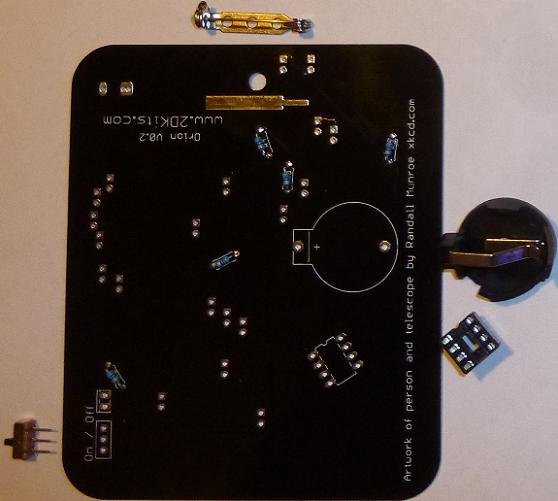 www.2DKits.com
Orion V0.2
Artwork of person and telescope by Randall Munroe xkcd.com
On / Off
+